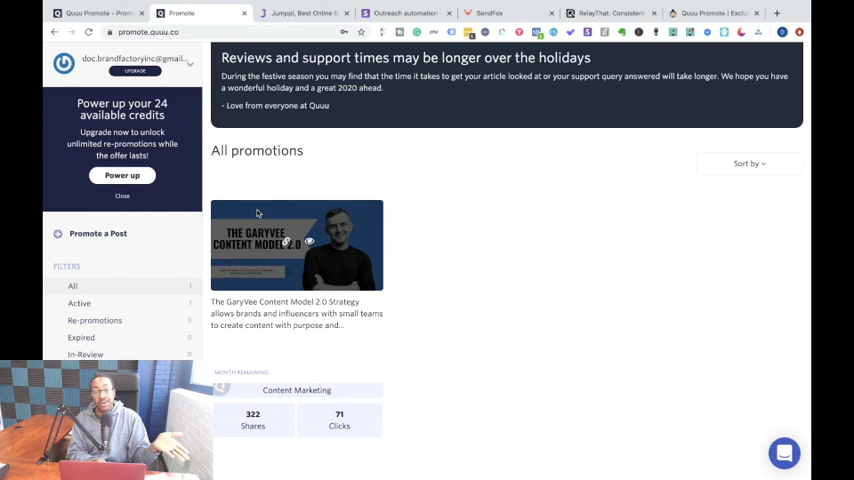 Quuu Promote – Prom
Promote
Jumppl, Best Online B
Outreach automation -
SendFox
RelayThat: Consistent
Quuu Promote | Exclu
promote.quuu.co
doc.brandfactoryinc@gmail...
UPGRADE
Power up your 24
available credits
Upgrade now to unlock
unlimited re-promotions while
the offer lasts!
Power up
Close
Promote a Post
FILTERS
All 1
Active 1
Re-promotions 0
Expired 0
In-Review 0
Reviews and support times may be longer over the holidays
During the festive season you may find that the time it takes to get your article looked at or your support query answered will take longer. We hope you have
a wonderful holiday and a great 2020 ahead.
- Love from everyone at Quuu
All promotions
Sort by
THE GARYVEE
CONTENT MODEL 2.0
The GaryVee Content Model 2.0 Strategy
allows brands and influencers with small teams
to create content with purpose and...
MONTH REMAINING
Content Marketing
322
Shares
71
Clicks